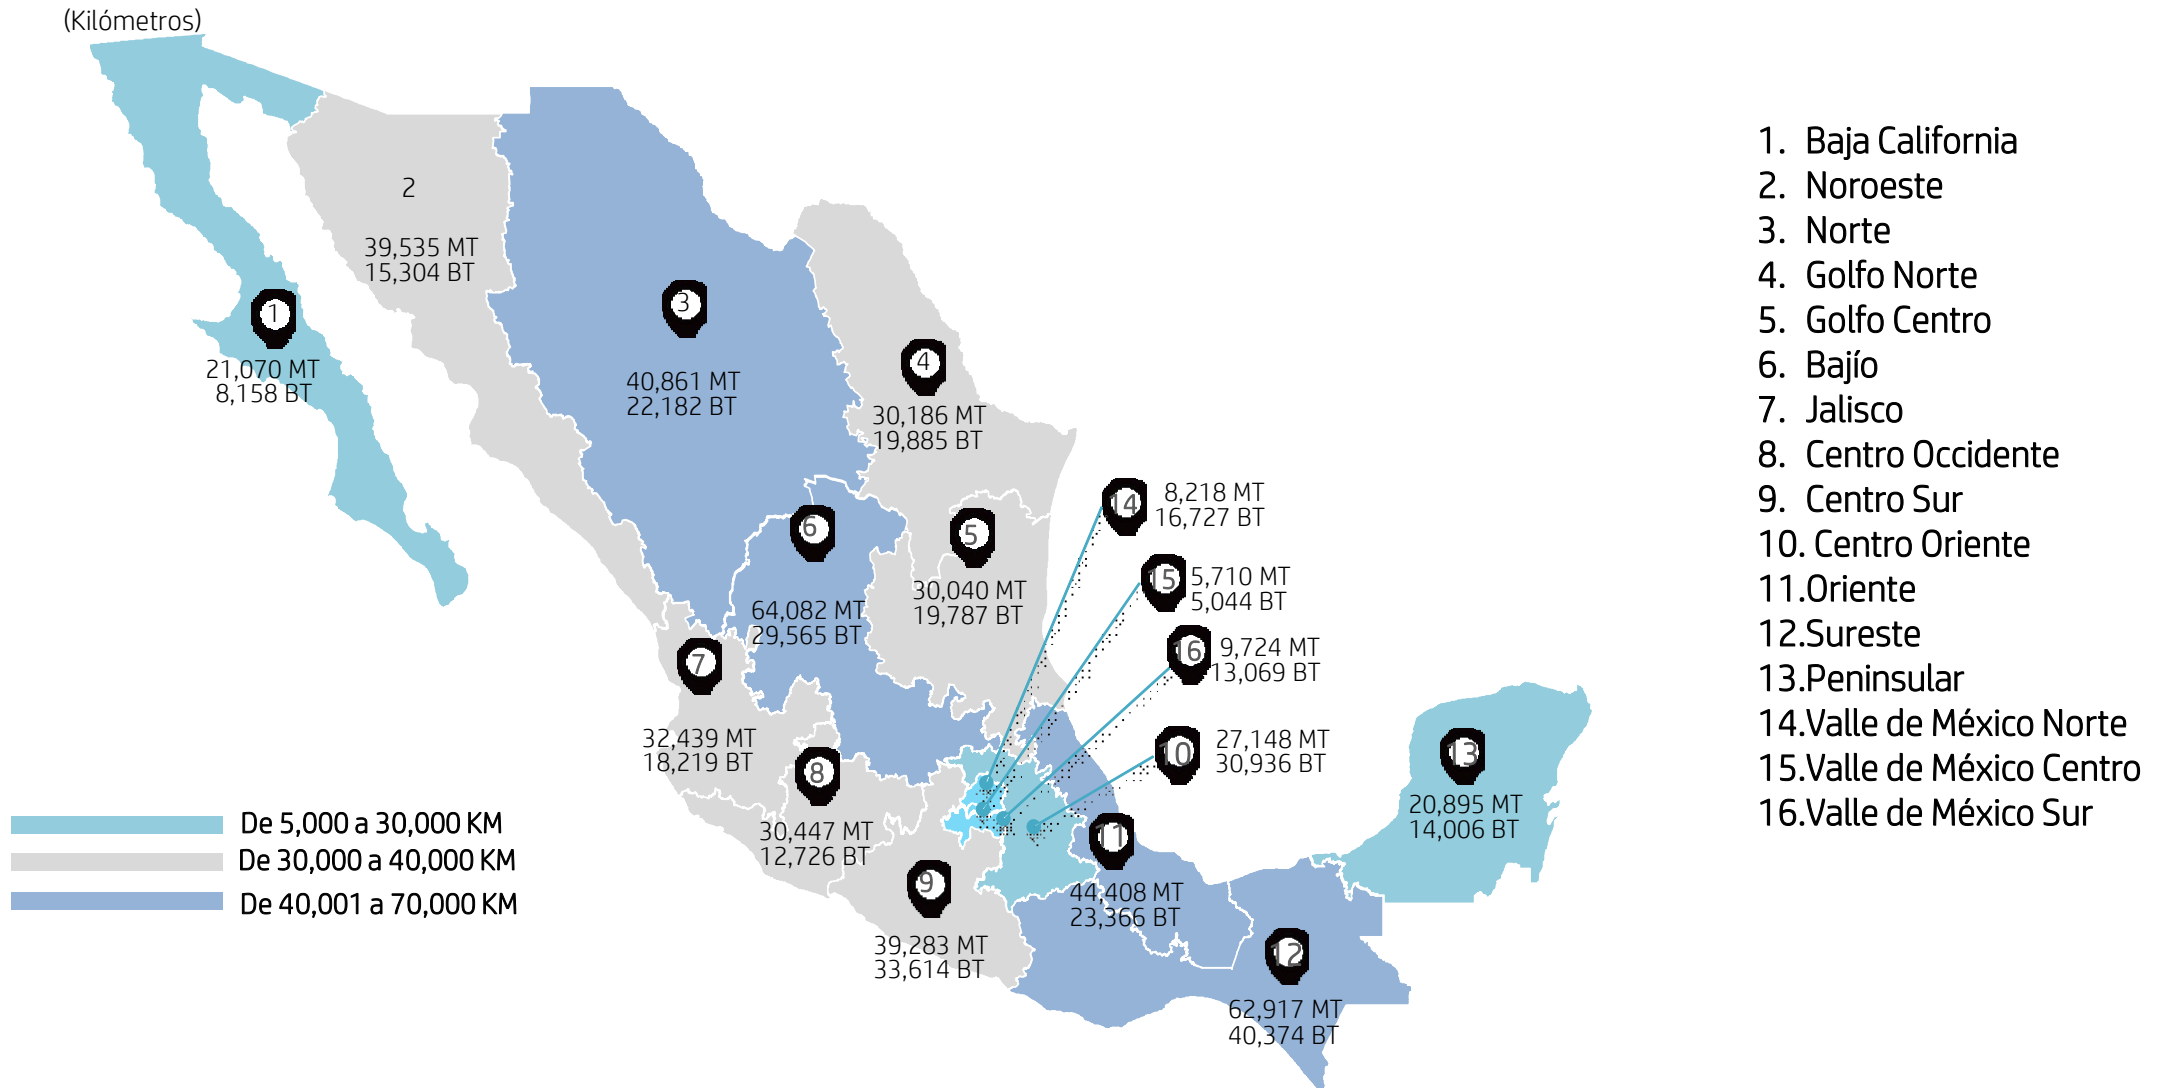 (Kilómetros)
2
39,535 MT
15,304 BT
1
21,070 MT
8,158 BT
3
40,861 MT
22,182 BT
4
30,186 MT
19,885 BT
5
30,040 MT
19,787 BT
6
64,082 MT
29,565 BT
7
32,439 MT
18,219 BT
8
30,447 MT
12,726 BT
9
39,283 MT
33,614 BT
14
8,218 MT
16,727 BT
15
5,710 MT
5,044 BT
16
9,724 MT
13,069 BT
10
27,148 MT
30,936 BT
11
44,408 MT
23,366 BT
12
62,917 MT
40,374 BT
13
20,895 MT
14,006 BT
De 5,000 a 30,000 KM
De 30,000 a 40,000 KM
De 40,001 a 70,000 KM
1. Baja California
2. Noroeste
3. Norte
4. Golfo Norte
5. Golfo Centro
6. Bajío
7. Jalisco
8. Centro Occidente
9. Centro Sur
10. Centro Oriente
11.Oriente
12.Sureste
13.Peninsular
14.Valle de México Norte
15.Valle de México Centro
16.Valle de México Sur